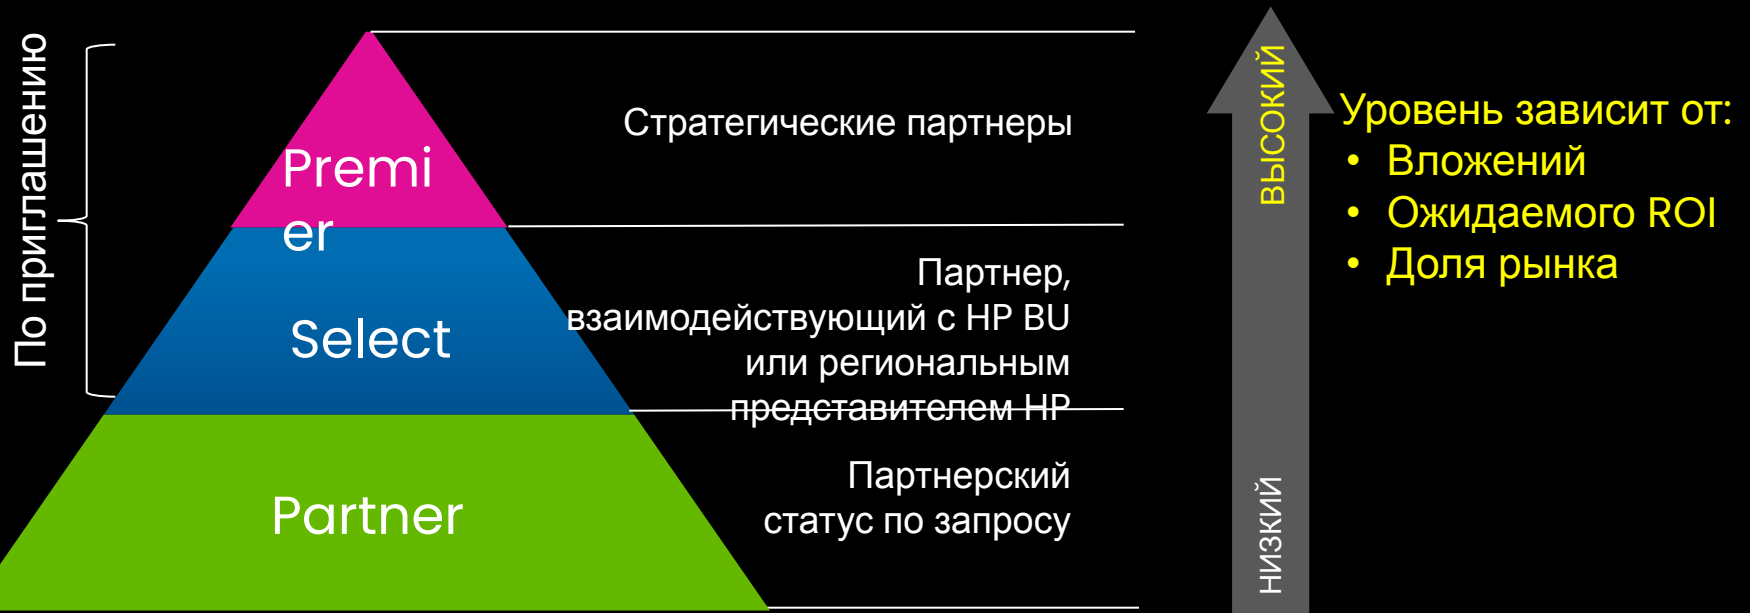 По приглашению
Premi
er
Select
Partner
Стратегические партнеры
Партнер,
взаимодействующий с HP BU
или региональным
представителем HP
Партнерский
статус по запросу
ВЫСОКИЙ
НИЗКИЙ
Уровень зависит от:
• Вложений
• Ожидаемого ROI
• Доля рынка